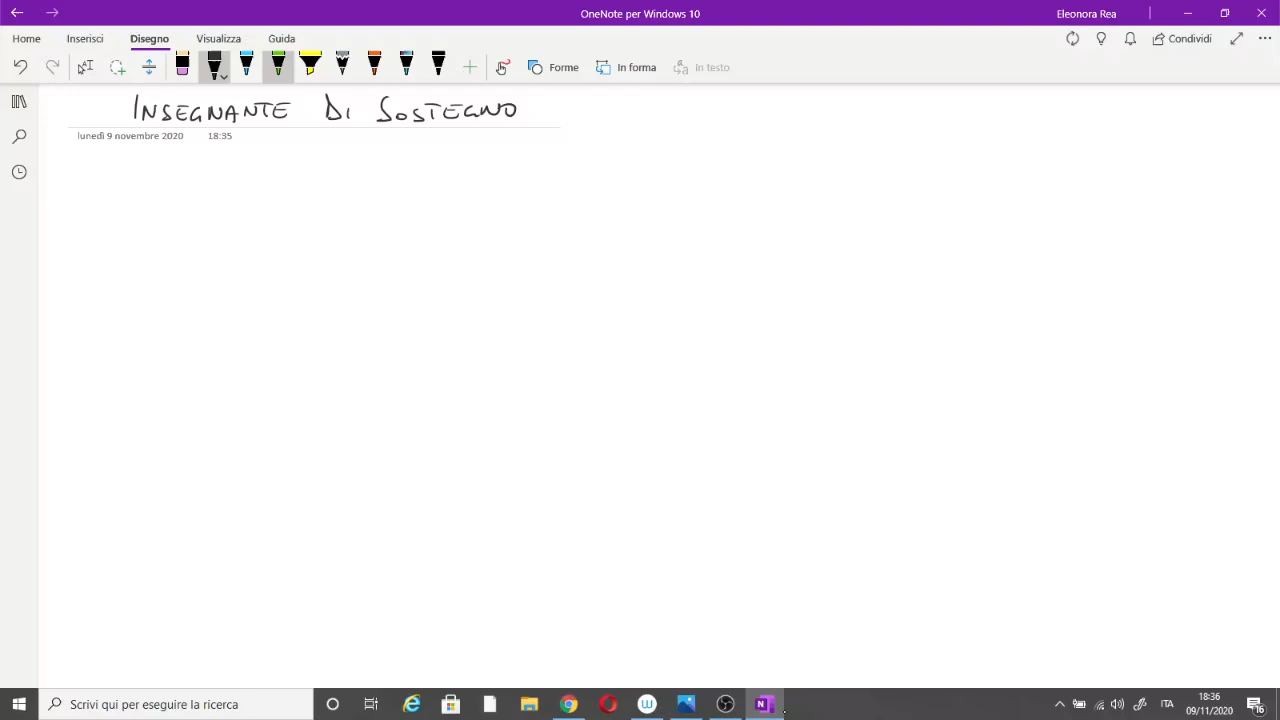 OneNote per Windows 10
Eleonora Rea
Home Inserisci Disegno Visualizza Guida
Condividi
Forme In forma In testo
INSEGNANTE DI SOSTEGNO
lunedì 9 novembre 2020 18:35
Scrivi qui per eseguire la ricerca
ITA
18:36
09/11/2020
16